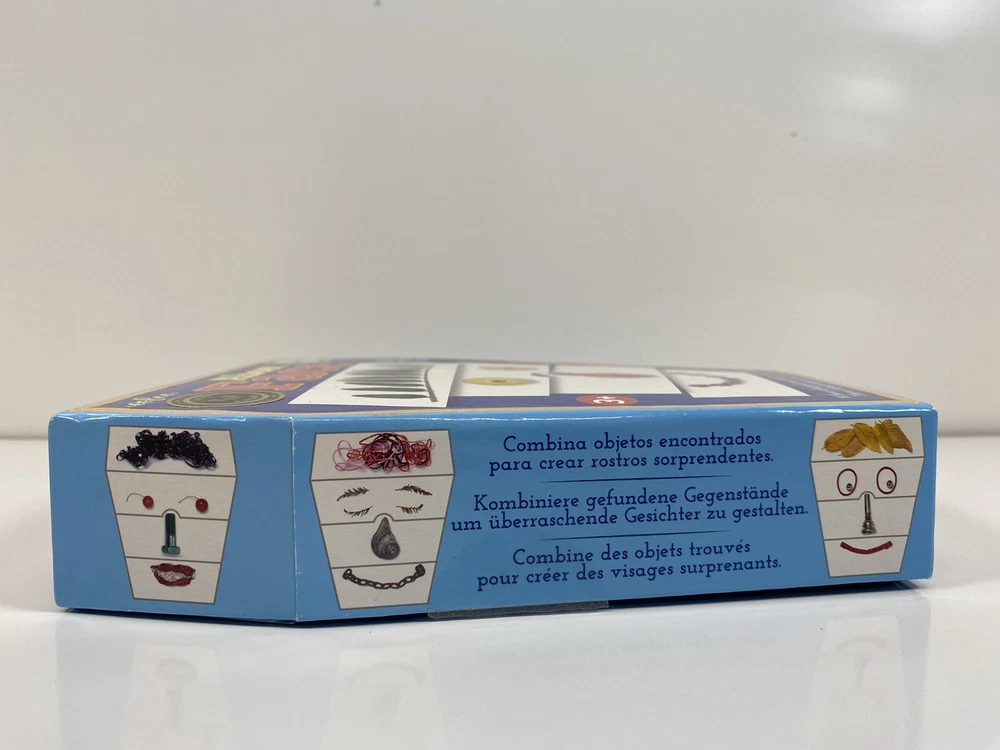 3+
Combina objetos encontrados
para crear rostros sorprendentes.
Kombiniere gefundene Gegenstände
um überraschende Gesichter zu gestalten.
Combine des objets trouvés
pour créer des visages surprenants.